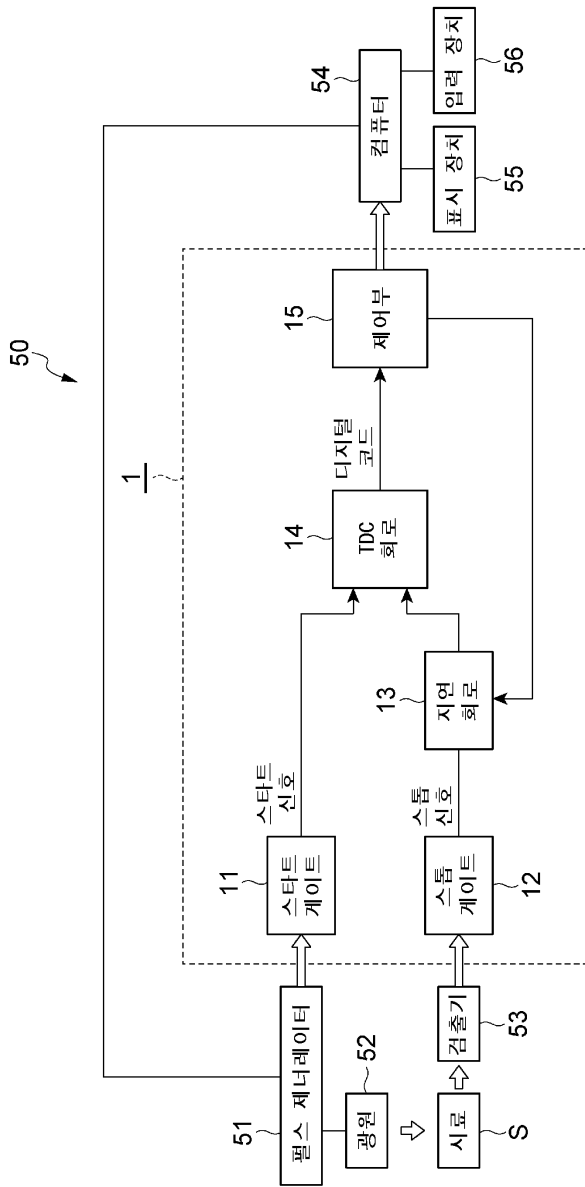 50
1
51
펄스 제너레이터
52
광원
S
시료
53
검출기
11
스타트
게이트
12
스톱
게이트
스타트
신호
스톱
신호
13
지연
회로
14
TDC
회로
디지털
코드
15
제어부
54
컴퓨터
55
표시 장치
56
입력 장치